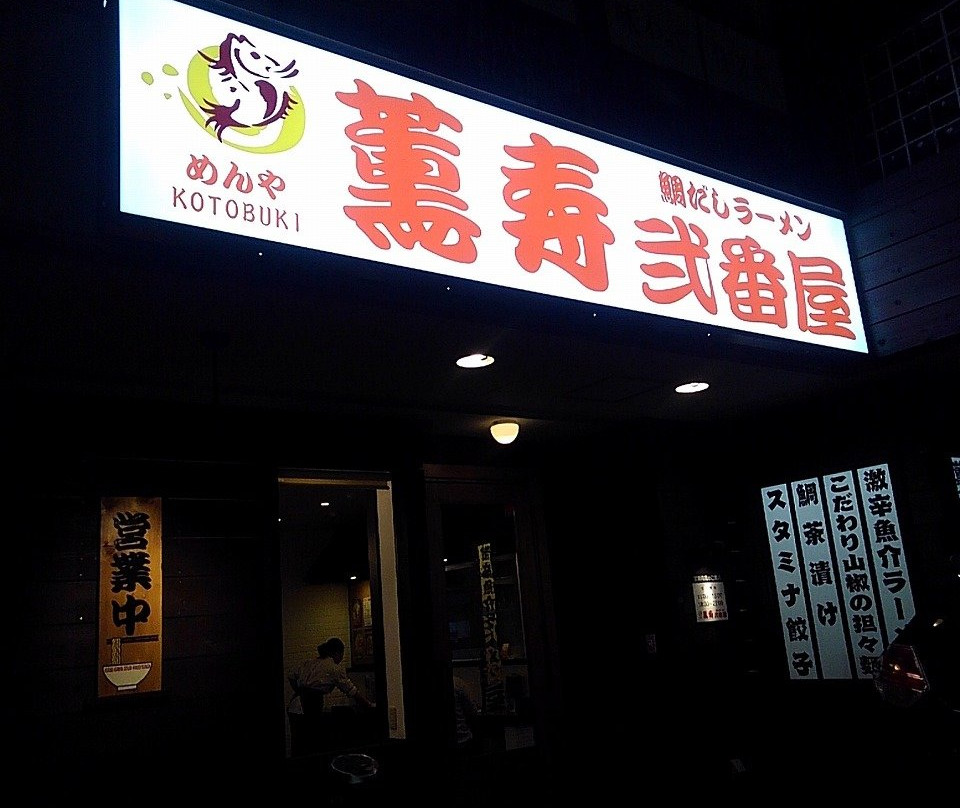 めんや
KOTOBUKI
萬寿
鯛だしラーメン
弐番屋
営業中
激辛魚介ラー
こだわり山椒の担々麺
鯛茶漬け
スタミナ餃子